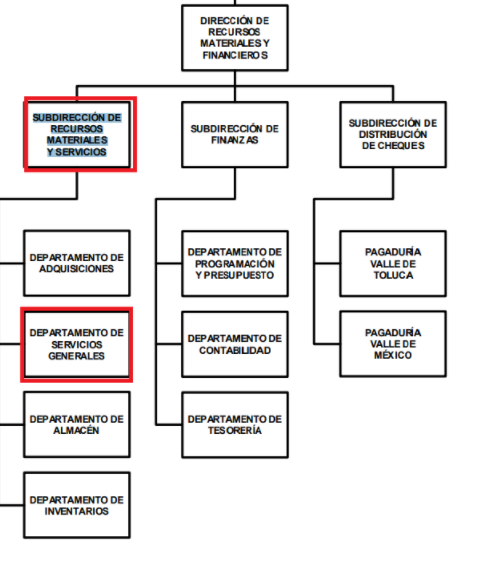 DIRECCIÓN DE
RECURSOS
MATERIALES Y
FINANCIEROS
SUBDIRECCIÓN DE
RECURSOS
MATERIALES
Y SERVICIOS
SUBDIRECCIÓN DE
FINANZAS
SUBDIRECCIÓN DE
DISTRIBUCIÓN
DE CHEQUES
DEPARTAMENTO DE
ADQUISICIONES
DEPARTAMENTO DE
PROGRAMACIÓN
Y PRESUPUESTO
PAGADURÍA
VALLE DE
TOLUCA
DEPARTAMENTO DE
SERVICIOS
GENERALES
DEPARTAMENTO DE
CONTABILIDAD
PAGADURÍA
VALLE DE
MÉXICO
DEPARTAMENTO DE
ALMACÉN
DEPARTAMENTO DE
TESORERÍA
DEPARTAMENTO DE
INVENTARIOS